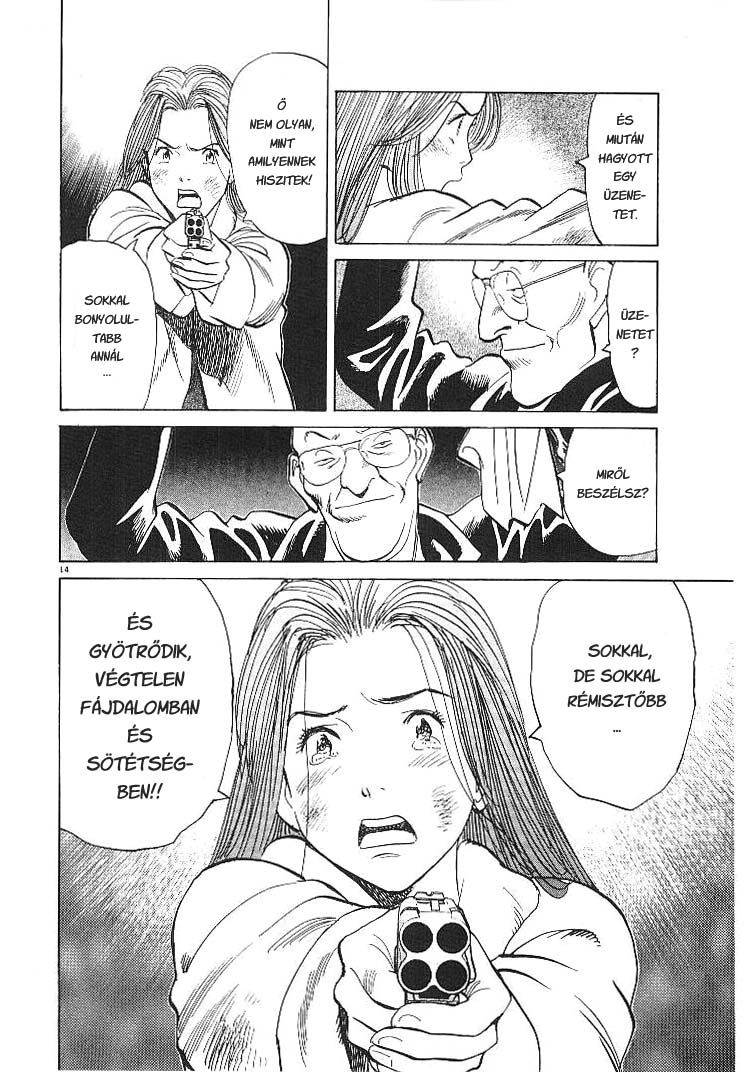 ÉS
MIUTÁN
HAGYOTT
EGY
ÜZENE-
TET.
Ő
NEM OLYAN,
MINT
AMILYENNEK
HISZITEK!
SOKKAL
BONYOLUL-
TABB
ANNÁL
...
ÜZE-
NETET
?
MIRŐL
BESZÉLSZ?
14
SOKKAL,
DE SOKKAL
RÉMISZTŐBB
...
ÉS
GYÖTRŐDIK,
VÉGTELEN
FÁJDALOMBAN
ÉS
SÖTÉTSÉG-
BEN!!